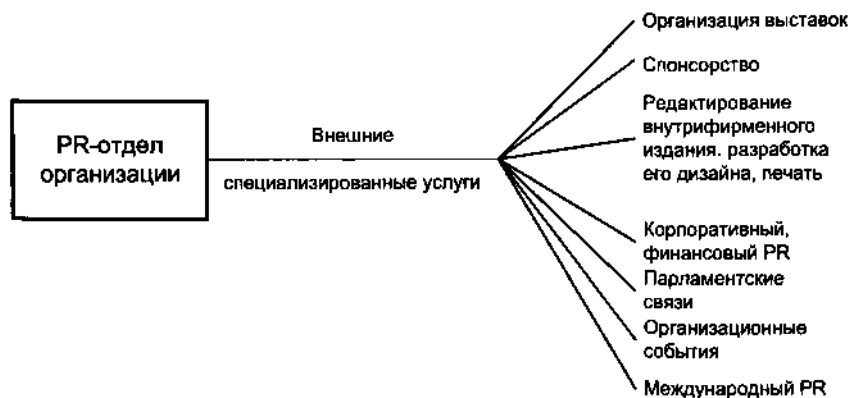 PR-отдел
организации
Внешние
специализированные услуги
Организация выставок
Спонсорство
Редактирование
внутрифирменного
издания. разработка
его дизайна, печать
Корпоративный,
финансовый PR
Парламентские
связи
Организационные
события
Международный PR